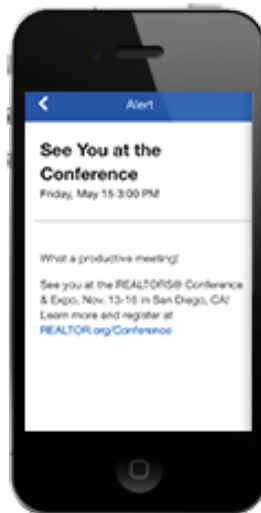 Alert
See You at the
Conference
Friday, May 15 3:00 PM
What a productive meeting!
See you at the REALTORS® Conference
& Expo, Nov. 13-16 in San Diego, CA!
Learn more and register at
REALTOR.org/Conference